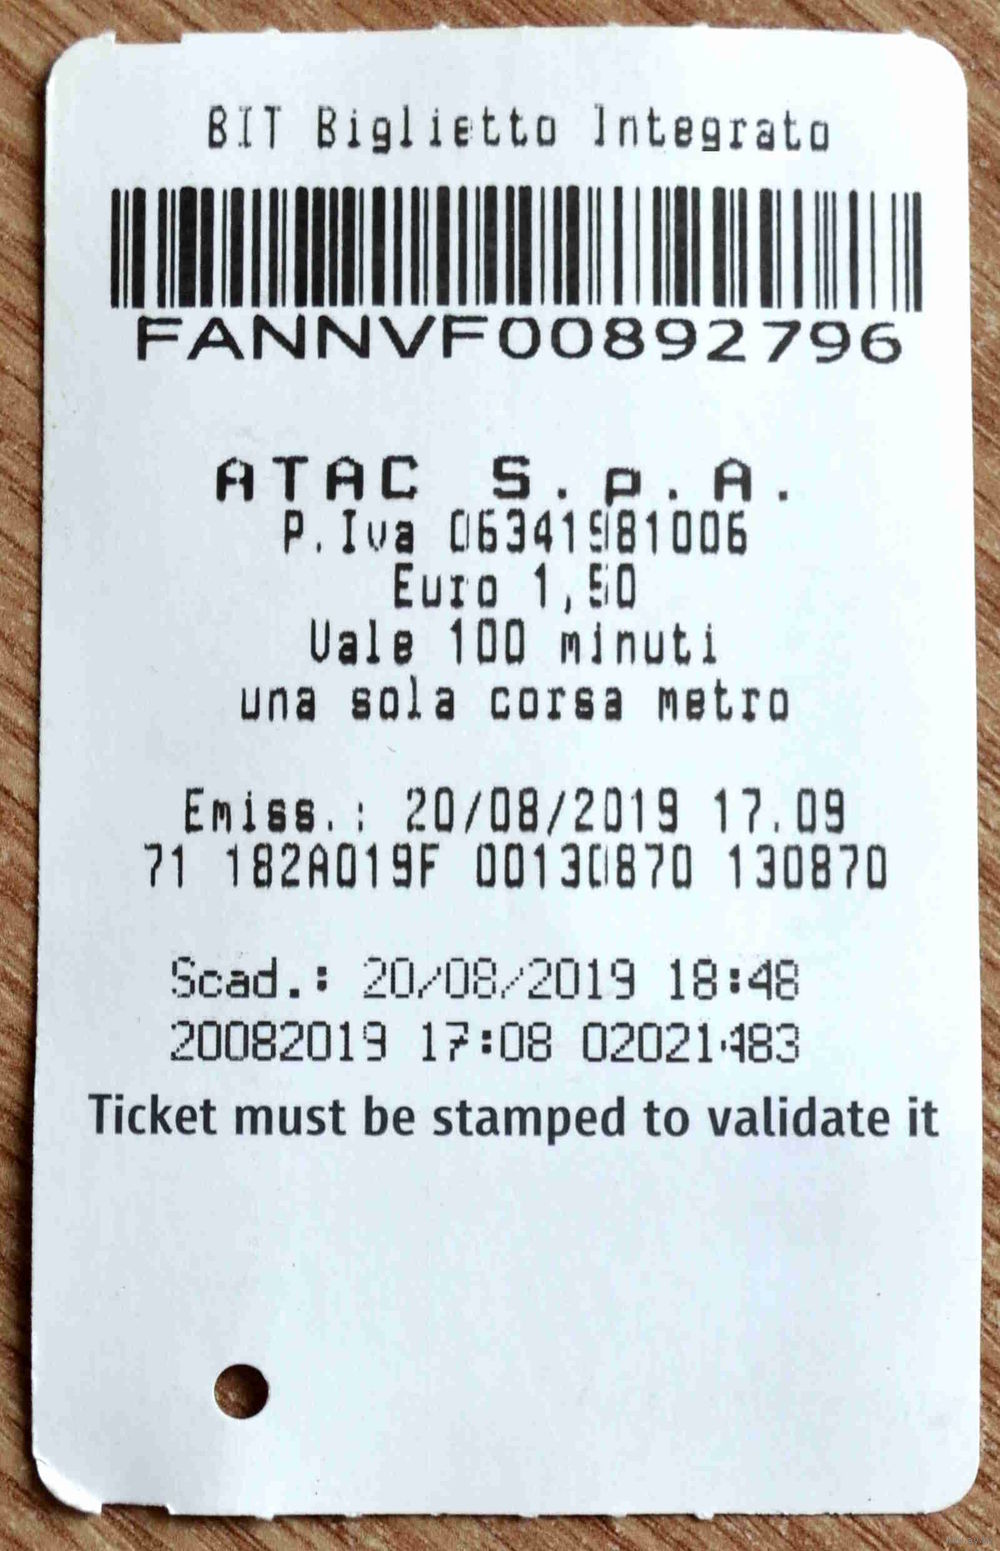 BIT Biglietto Integrato
FANNVF00892796
ATAC S.p.A.
P.Iva 06341981006
Euro 1,50
Vale 100 minuti
una sola corsa metro
Emiss.: 20/08/2019 17.09
71 182A019F 00130870 130870
Scad.: 20/08/2019 18:48
20082019 17:08 02021483
Ticket must be stamped to validate it